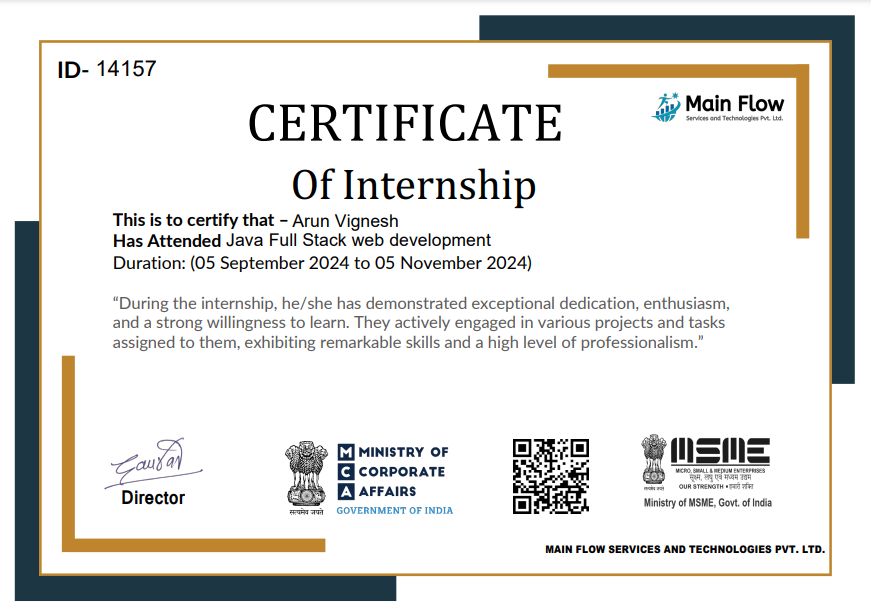 ID- 14157
Main Flow
Services and Technologies Pvt. Ltd.
CERTIFICATE
Of Internship
This is to certify that – Arun Vignesh
Has Attended Java Full Stack web development
Duration: (05 September 2024 to 05 November 2024)
“During the internship, he/she has demonstrated exceptional dedication, enthusiasm,
and a strong willingness to learn. They actively engaged in various projects and tasks
assigned to them, exhibiting remarkable skills and a high level of professionalism.”
Director
सत्यमेव जयते
MINISTRY OF
CORPORATE
AFFAIRS
GOVERNMENT OF INDIA
MSME
MICRO, SMALL & MEDIUM ENTERPRISES
सूक्ष्म, लघु एवं मध्यम उद्यम
OUR STRENGTH • हमारी शक्ति
सत्यमेव जयते
Ministry of MSME, Govt. of India
MAIN FLOW SERVICES AND TECHNOLOGIES PVT. LTD.